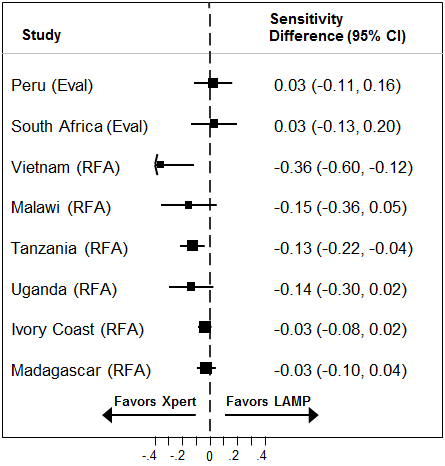 Study Sensitivity Difference (95% CI)
Peru (Eval) 0.03 (-0.11, 0.16)
South Africa (Eval) 0.03 (-0.13, 0.20)
Vietnam (RFA) -0.36 (-0.60, -0.12)
Malawi (RFA) -0.15 (-0.36, 0.05)
Tanzania (RFA) -0.13 (-0.22, -0.04)
Uganda (RFA) -0.14 (-0.30, 0.02)
Ivory Coast (RFA) -0.03 (-0.08, 0.02)
Madagascar (RFA) -0.03 (-0.10, 0.04)
Favors Xpert Favors LAMP
-.4 -.2 0 .2 .4